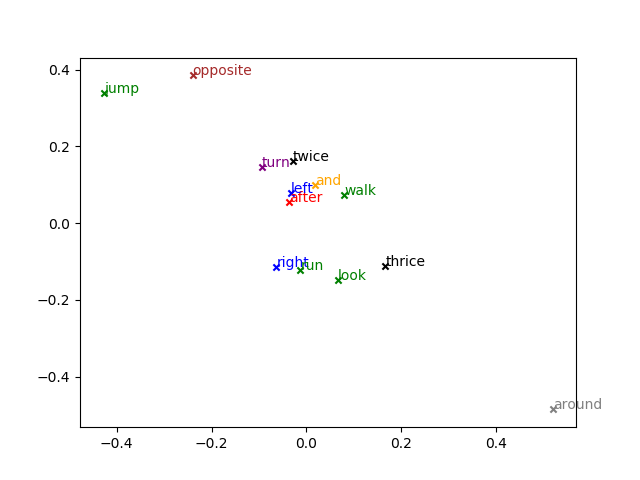 0.4
0.2
0.0
−0.2
−0.4
−0.4
−0.2
0.0
0.2
0.4
opposite
jump
twice
turn
and
left
walk
after
right
run
thrice
look
around